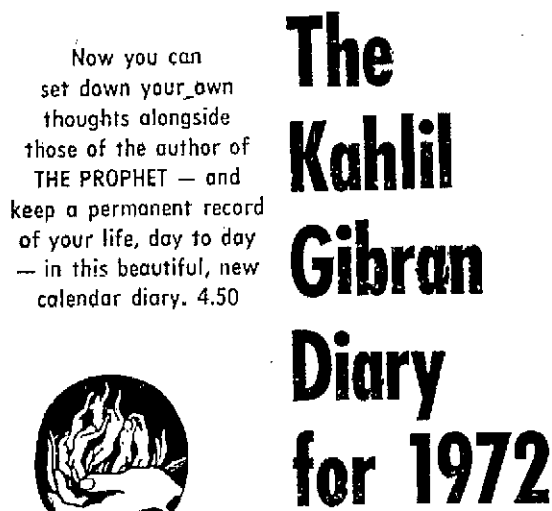 Now you can
set down your own
thoughts alongside
those of the author of
THE PROPHET — and
keep a permanent record
of your life, day to day
— in this beautiful, new
calendar diary. 4.50
The
Kahlil
Gibran
Diary
for 1972